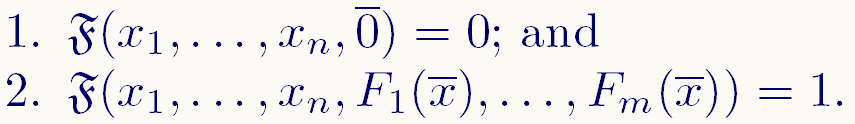 1. 𝔉(x₁, . . . , xₙ, 0̅) = 0; and
2. 𝔉(x₁, . . . , xₙ, F₁(x̅), . . . , Fₘ(x̅)) = 1.